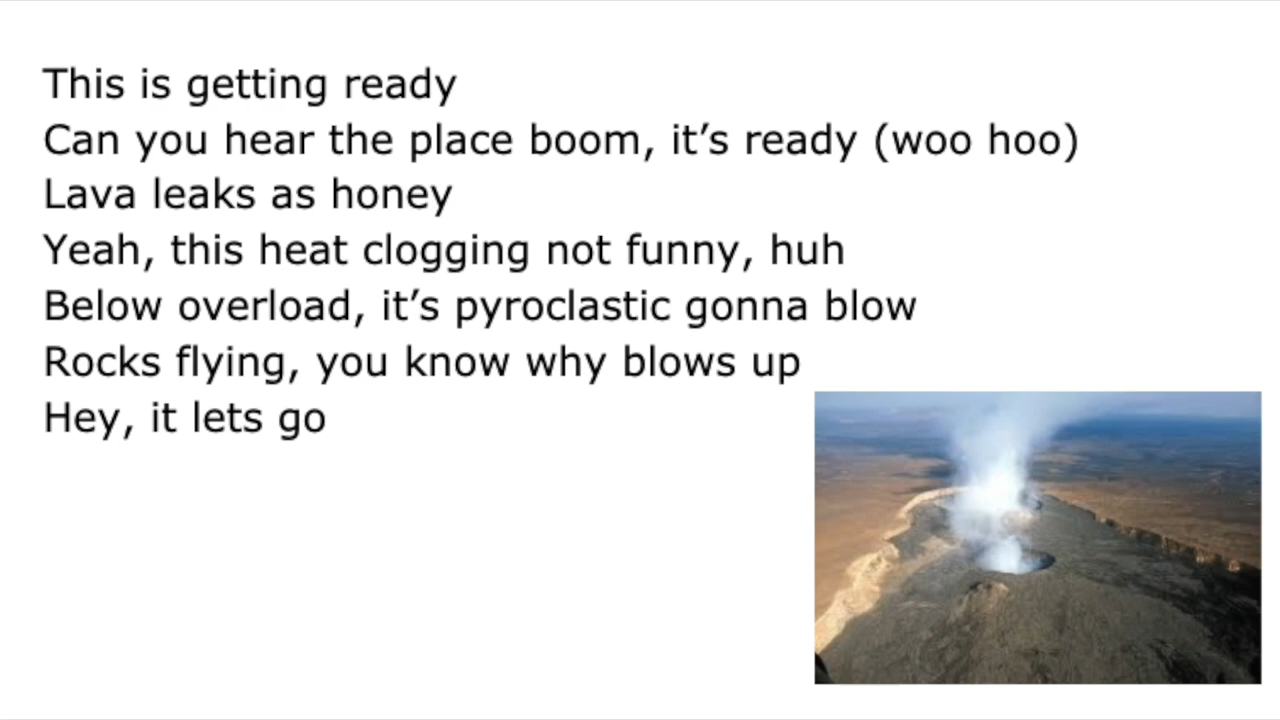 This is getting ready
Can you hear the place boom, it’s ready (woo hoo)
Lava leaks as honey
Yeah, this heat clogging not funny, huh
Below overload, it’s pyroclastic gonna blow
Rocks flying, you know why blows up
Hey, it lets go